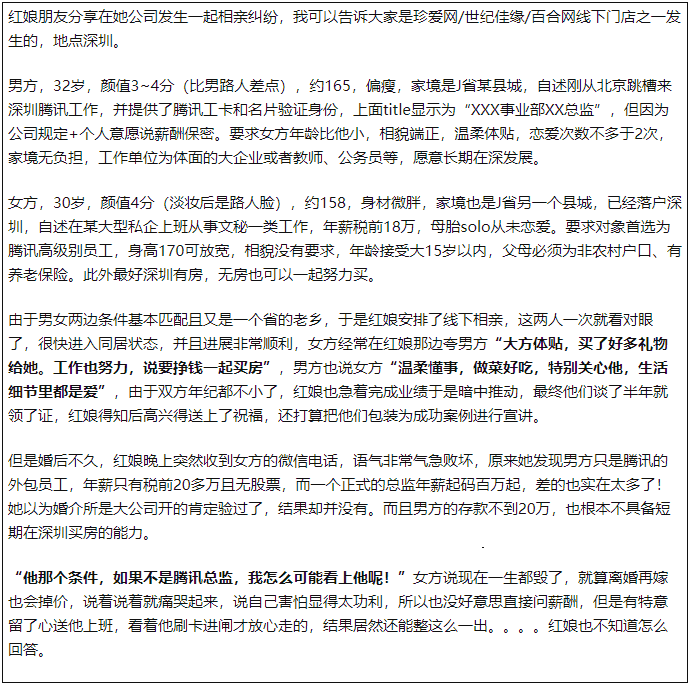 红娘朋友分享在她公司发生一起相亲纠纷，我可以告诉大家是珍爱网/世纪佳缘/百合网线下门店之一发
生的，地点深圳。
男方，32岁，颜值3~4分（比男路人差点），约165，偏瘦，家境是J省某县城，自述刚从北京跳槽来
深圳腾讯工作，并提供了腾讯工卡和名片验证身份，上面title显示为“XXX事业部XX总监”，但因为
公司规定+个人意愿说薪酬保密。要求女方年龄比他小，相貌端正，温柔体贴，恋爱次数不多于2次，
家境无负担，工作单位为体面的大企业或者教师、公务员等，愿意长期在深发展。
女方，30岁，颜值4分（淡妆后是路人脸），约158，身材微胖，家境也是J省另一个县城，已经落户深
圳，自述在某大型私企上班从事文秘一类工作，年薪税前18万，母胎solo从未恋爱。要求对象首选为
腾讯高级别员工，身高170可放宽，相貌没有要求，年龄接受大15岁以内，父母必须为非农村户口、有
养老保险。此外最好深圳有房，无房也可以一起努力买。
由于男女两边条件基本匹配且又是一个省的老乡，于是红娘安排了线下相亲，这两人一次就看对眼
了，很快进入同居状态，并且进展非常顺利，女方经常在红娘那边夸男方“大方体贴，买了好多礼物
给她。工作也努力，说要挣钱一起买房”，男方也说女方“温柔懂事，做菜好吃，特别关心他，生活
细节里都是爱”，由于双方年纪都不小了，红娘也急着完成业绩于是暗中推动，最终他们谈了半年就
领了证，红娘得知后高兴得送上了祝福，还打算把他们包装为成功案例进行宣讲。
但是婚后不久，红娘晚上突然收到女方的微信电话，语气非常气急败坏，原来她发现男方只是腾讯的
外包员工，年薪只有税前20多万且无股票，而一个正式的总监年薪起码百万起，差的也实在太多了！
她以为婚介所是大公司开的肯定验过了，结果却并没有。而且男方的存款不到20万，也根本不具备短
期在深圳买房的能力。
“他那个条件，如果不是腾讯总监，我怎么可能看上他呢！”女方说现在一生都毁了，就算离婚再嫁
也会掉价，说着说着就痛哭起来，说自己害怕显得太功利，所以也没好意思直接问薪酬，但是有特意
留了心送他上班，看着他刷卡进闸才放心走的，结果居然还能整这么一出。。。。红娘也不知道怎么
回答。